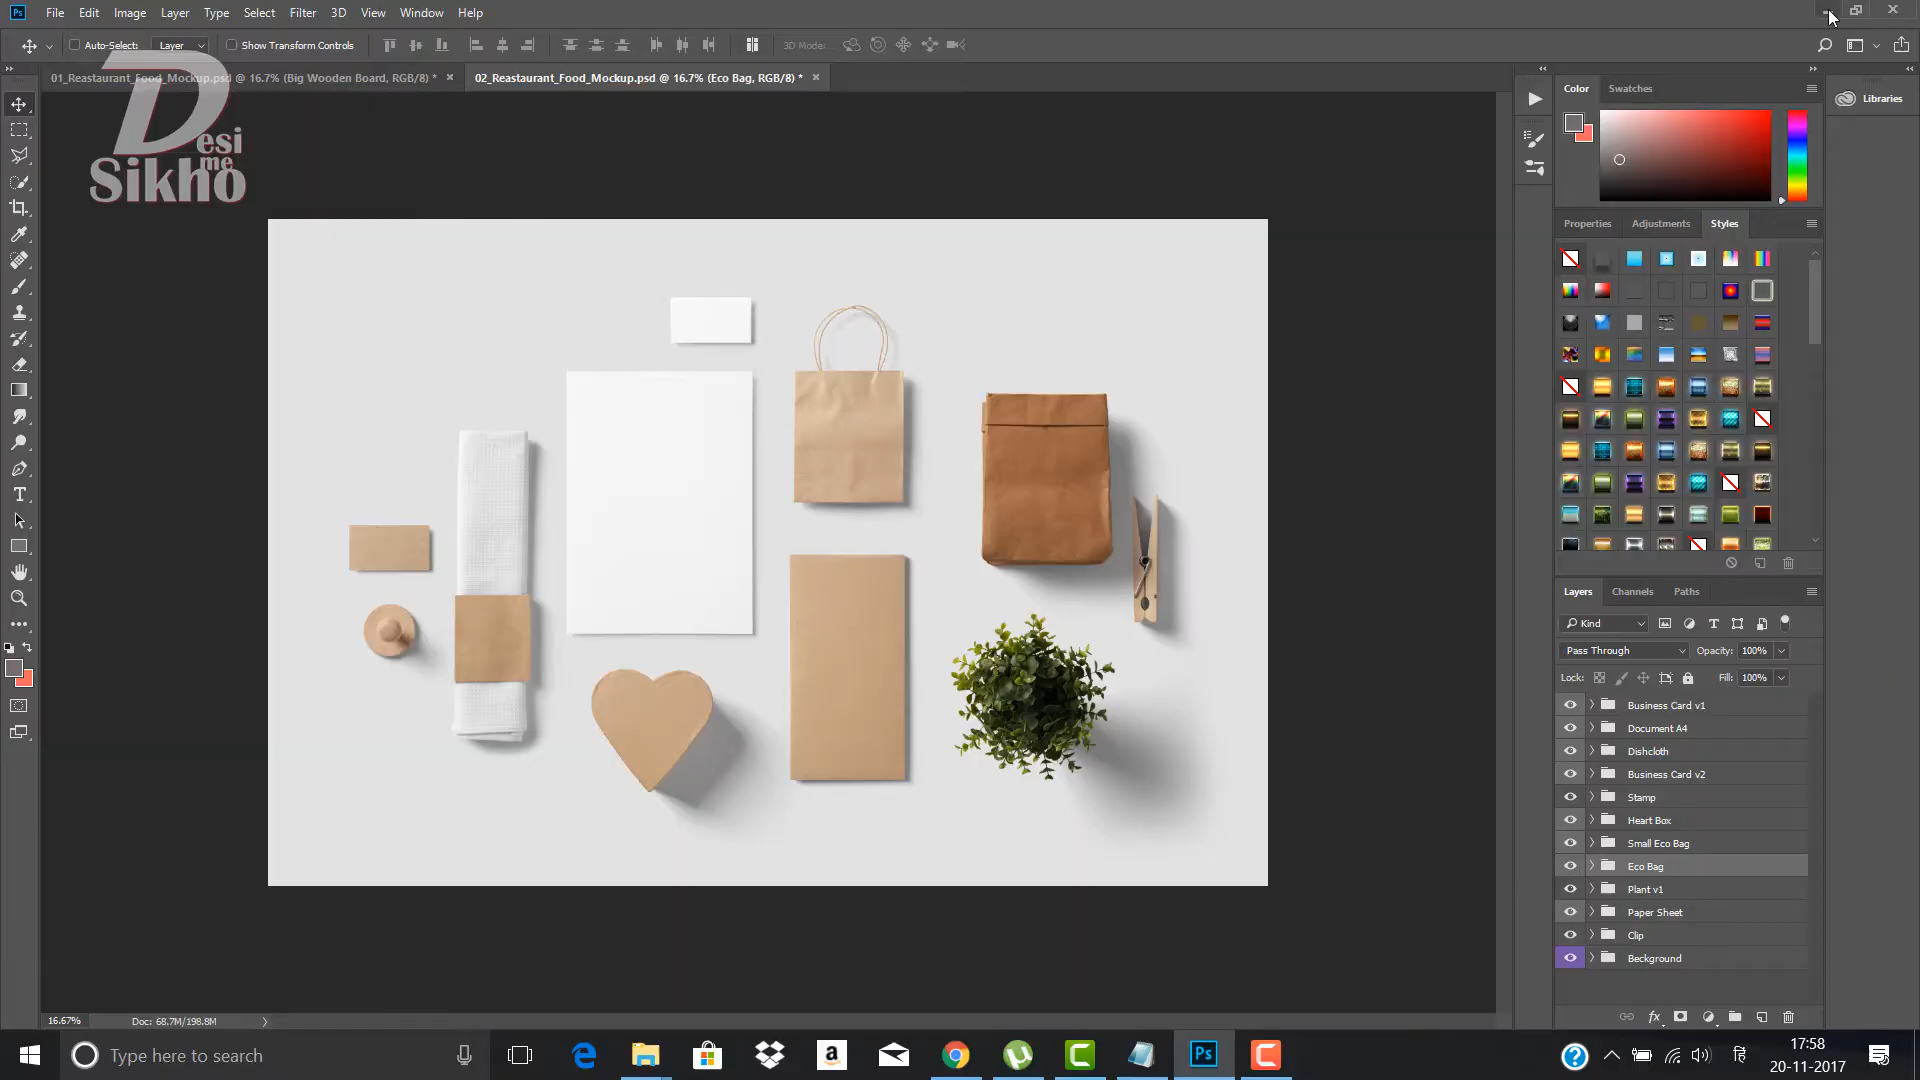 Ps File Edit Image Layer Type Select Filter 3D View Window Help
Auto-Select: Layer Show Transform Controls 3D Mode:
01_Reastaurant_Food_Mockup.psd @ 16.7% (Big Wooden Board, RGB/8) * × 02_Reastaurant_Food_Mockup.psd @ 16.7% (Eco Bag, RGB/8) * ×
Desi
me
Sikho
Color Swatches
Libraries
Properties Adjustments Styles
Layers Channels Paths
Kind
Pass Through Opacity: 100%
Lock: Fill: 100%
Business Card v1
Document A4
Dishcloth
Business Card v2
Stamp
Heart Box
Small Eco Bag
Eco Bag
Plant v1
Paper Sheet
Clip
Beckground
fx
16.67% Doc: 68.7M/198.8M
Type here to search
a
Ps
हि
17:58
20-11-2017